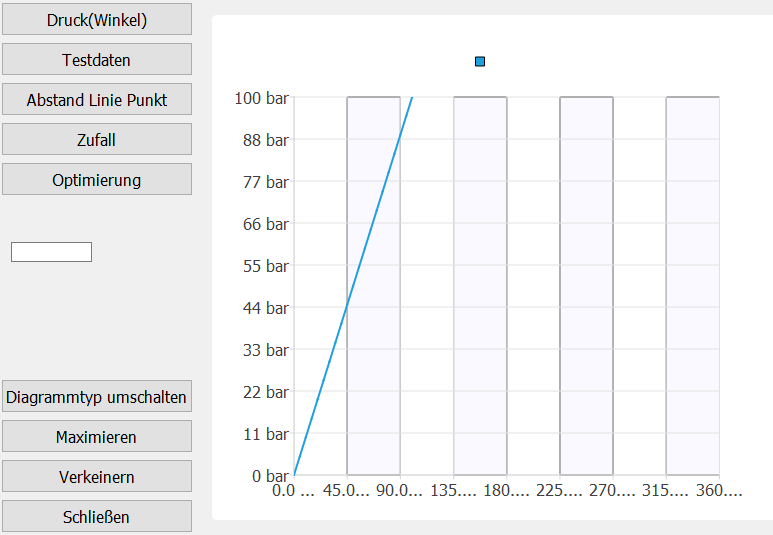 Druck(Winkel)
Testdaten
Abstand Linie Punkt
Zufall
Optimierung
Diagrammtyp umschalten
Maximieren
Verkeinern
Schließen
100 bar
88 bar
77 bar
66 bar
55 bar
44 bar
33 bar
22 bar
11 bar
0 bar
0.0 ... 45.0... 90.0... 135.... 180.... 225.... 270.... 315.... 360....